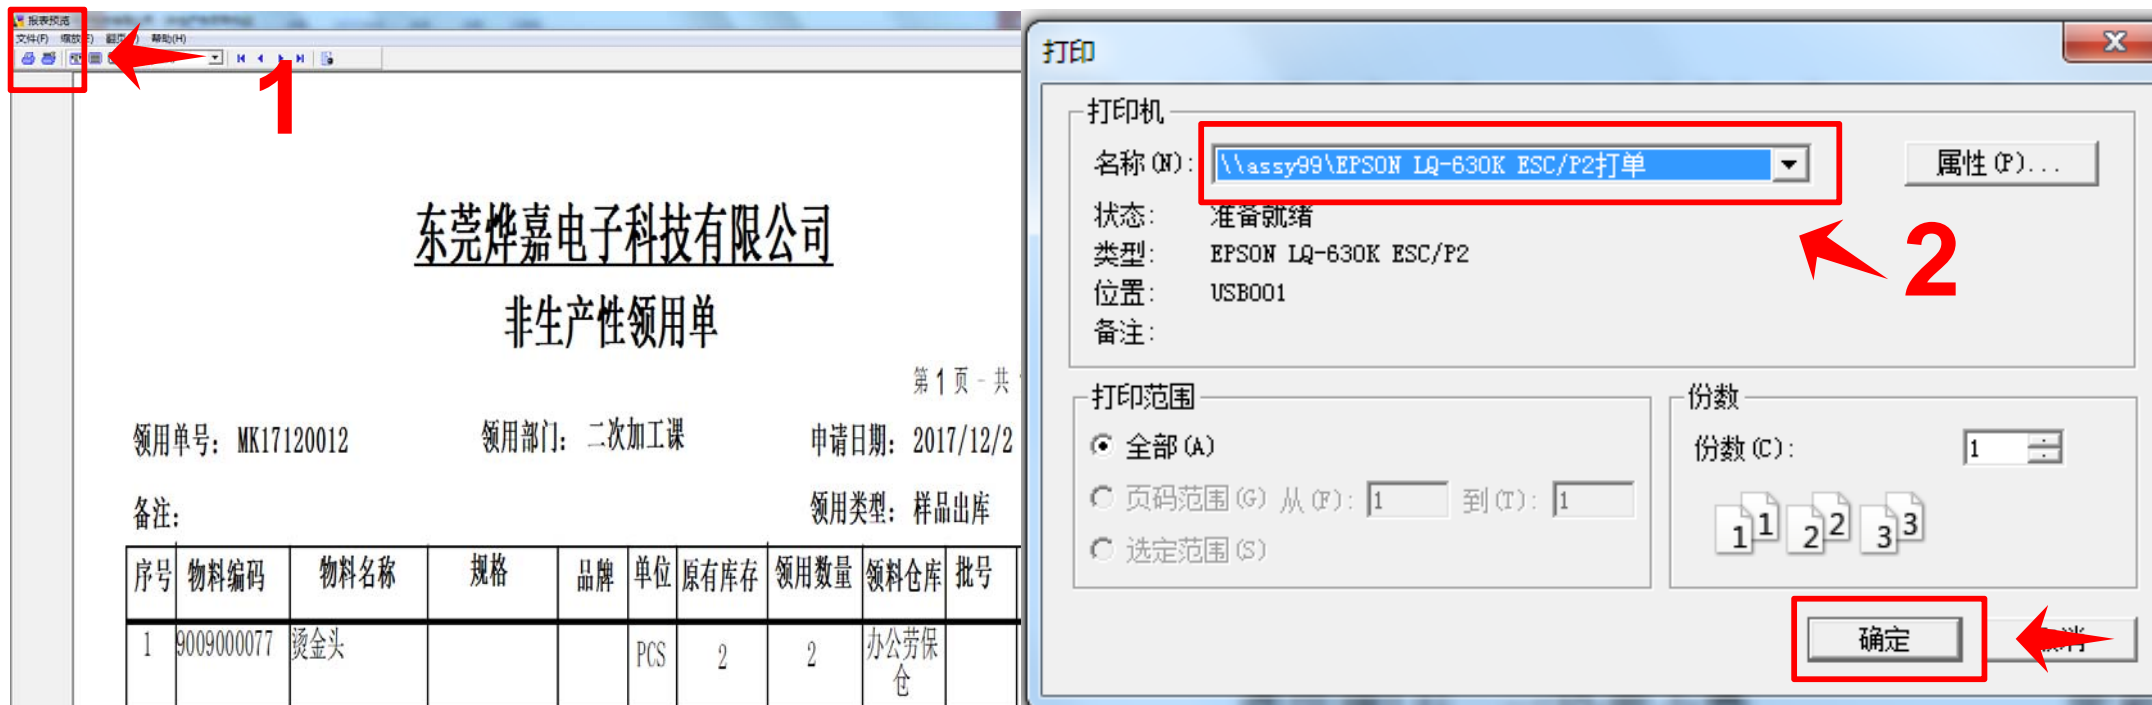 报表预览
文件(F) 缩放 帮助(H)
1
东莞烨嘉电子科技有限公司
非生产性领用单
第 1 页 - 共
领用单号: MK17120012 领用部门: 二次加工课 申请日期: 2017/12/2
备注: 领用类型: 样品出库
序号 物料编码 物料名称 规格 品牌 单位 原有库存 领用数量 领料仓库 批号
1 9009000077 烫金头 PCS 2 2 办公劳保
仓
打印
打印机
名称(N): \\assy99\EPSON LQ-630K ESC/P2打单 属性(P)...
状态: 准备就绪
类型: EPSON LQ-630K ESC/P2
位置: USB001
备注:
2
打印范围
全部(A)
页码范围(G) 从(F): 1 到(T): 1
选定范围(S)
份数
份数(C): 1
1 1 2 2 3 3
确定